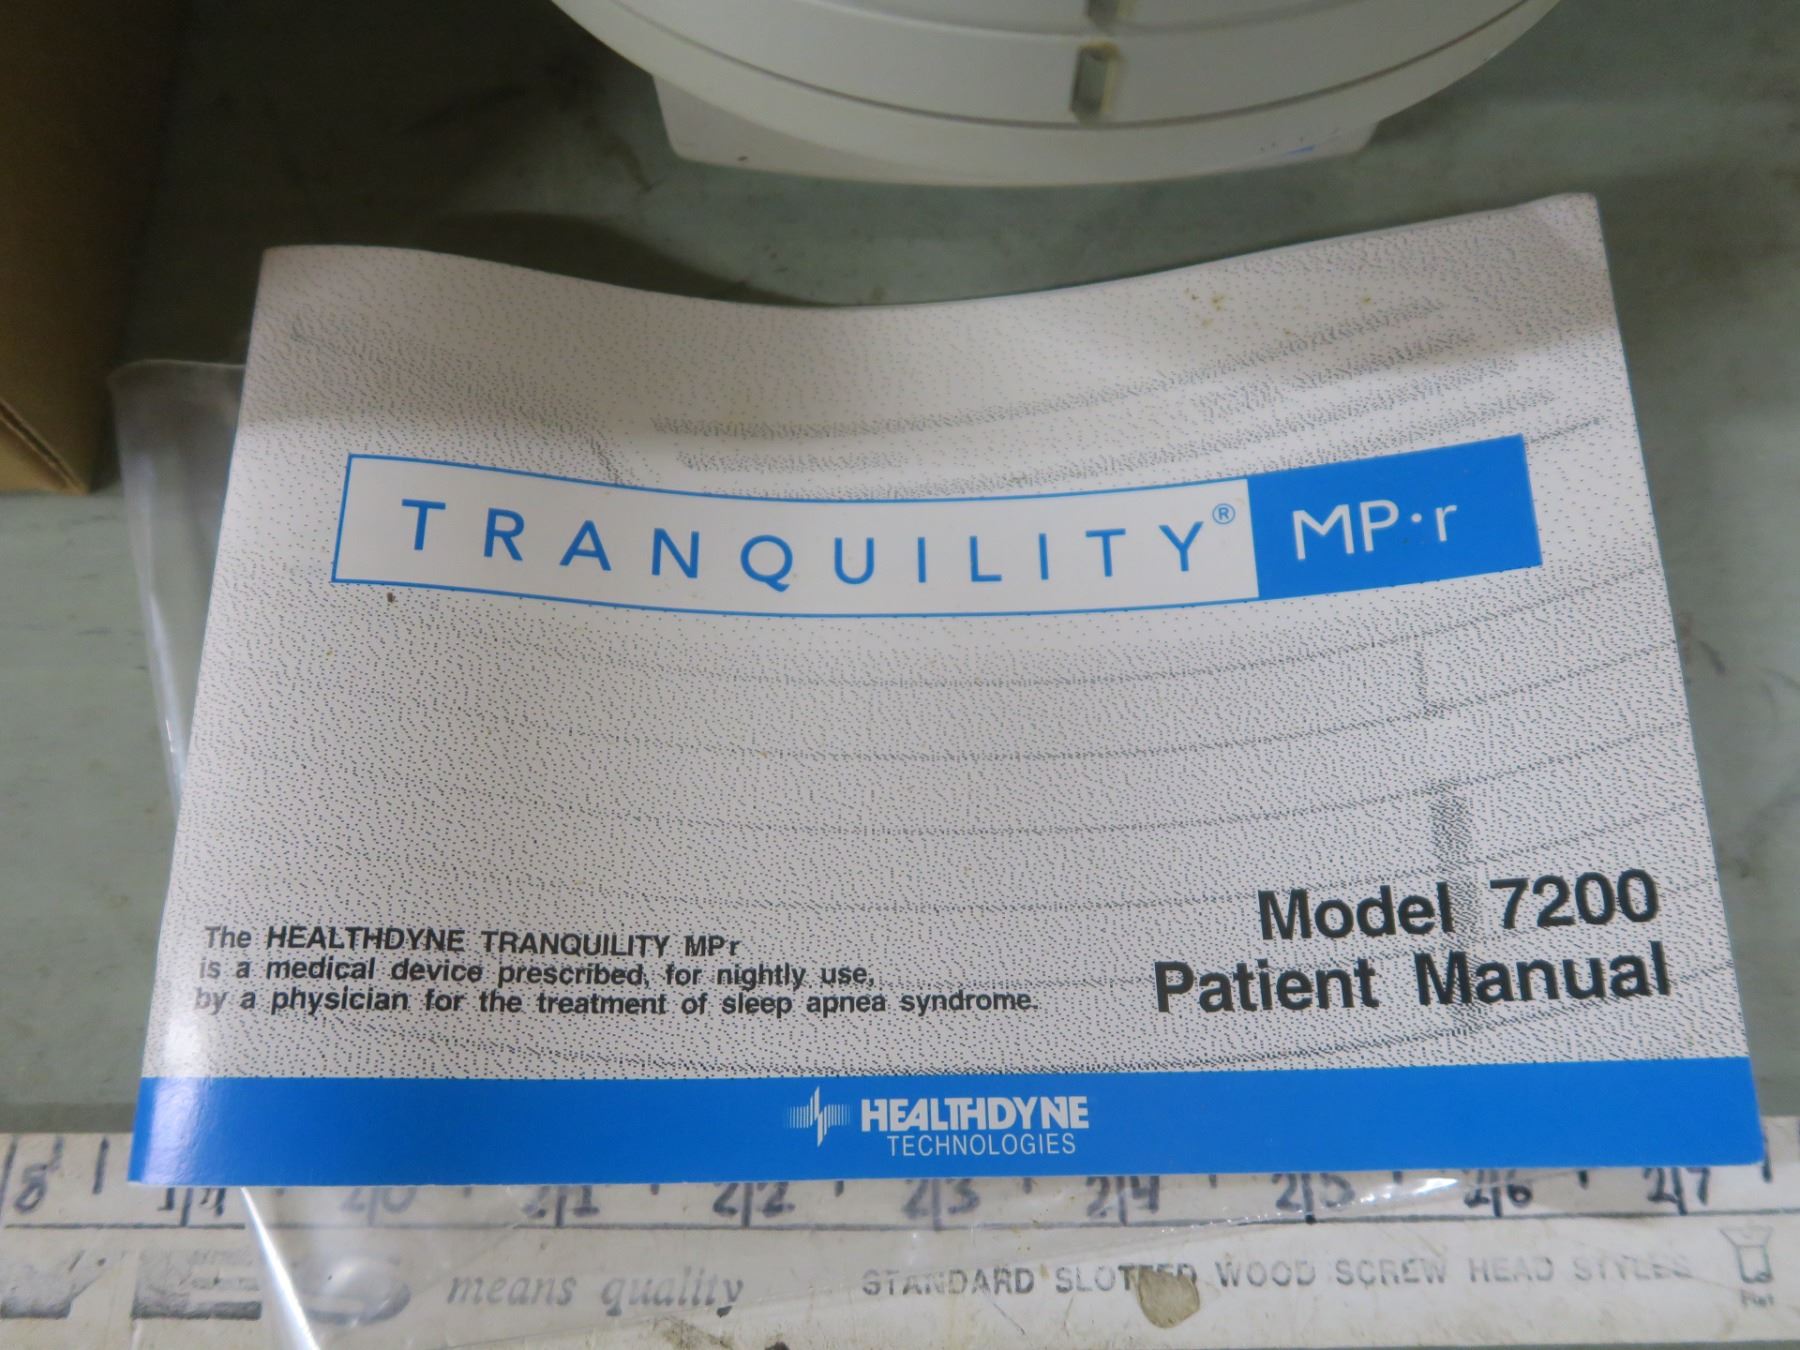 TRANQUILITY® MP·r
The HEALTHDYNE TRANQUILITY MPr
is a medical device prescribed, for nightly use,
by a physician for the treatment of sleep apnea syndrome.
Model 7200
Patient Manual
HEALTHDYNE
TECHNOLOGIES
18 19 20 21 22 23 24 25 26 27
means quality STANDARD SLOTTED WOOD SCREW HEAD STYLES
Flat